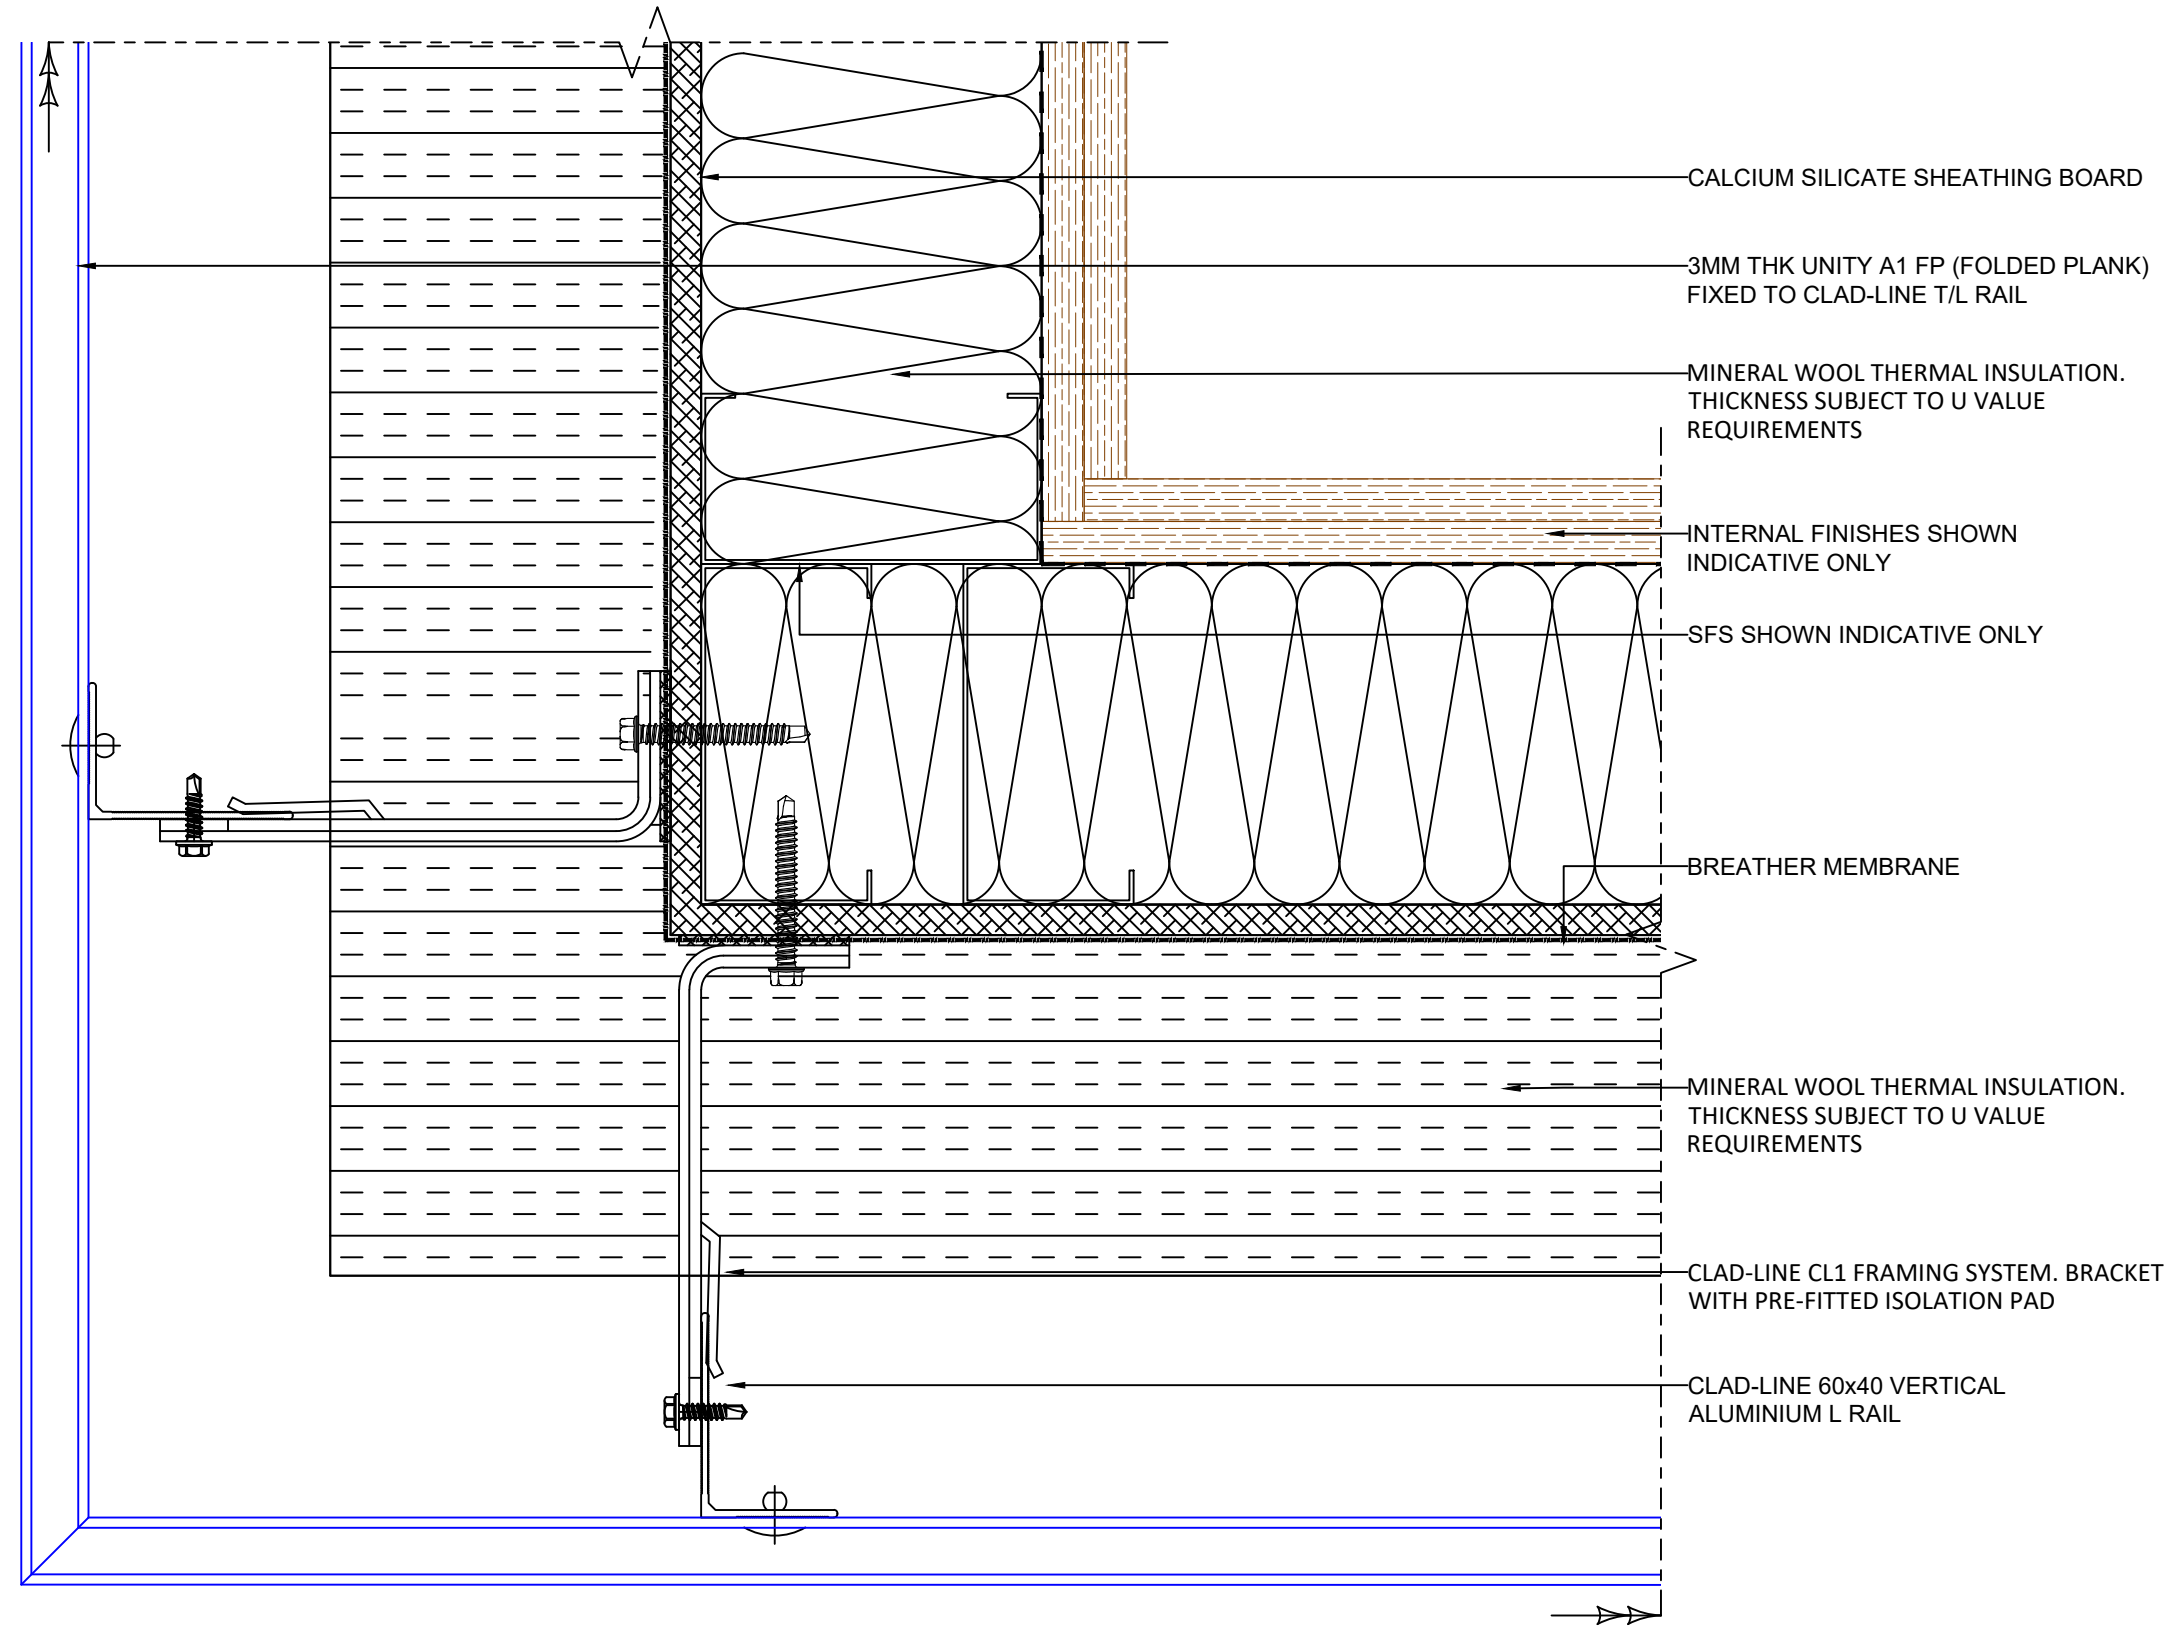 CALCIUM SILICATE SHEATHING BOARD
3MM THK UNITY A1 FP (FOLDED PLANK)
FIXED TO CLAD-LINE T/L RAIL
MINERAL WOOL THERMAL INSULATION.
THICKNESS SUBJECT TO U VALUE
REQUIREMENTS
INTERNAL FINISHES SHOWN
INDICATIVE ONLY
SFS SHOWN INDICATIVE ONLY
BREATHER MEMBRANE
MINERAL WOOL THERMAL INSULATION.
THICKNESS SUBJECT TO U VALUE
REQUIREMENTS
CLAD-LINE CL1 FRAMING SYSTEM. BRACKET
WITH PRE-FITTED ISOLATION PAD
CLAD-LINE 60x40 VERTICAL
ALUMINIUM L RAIL